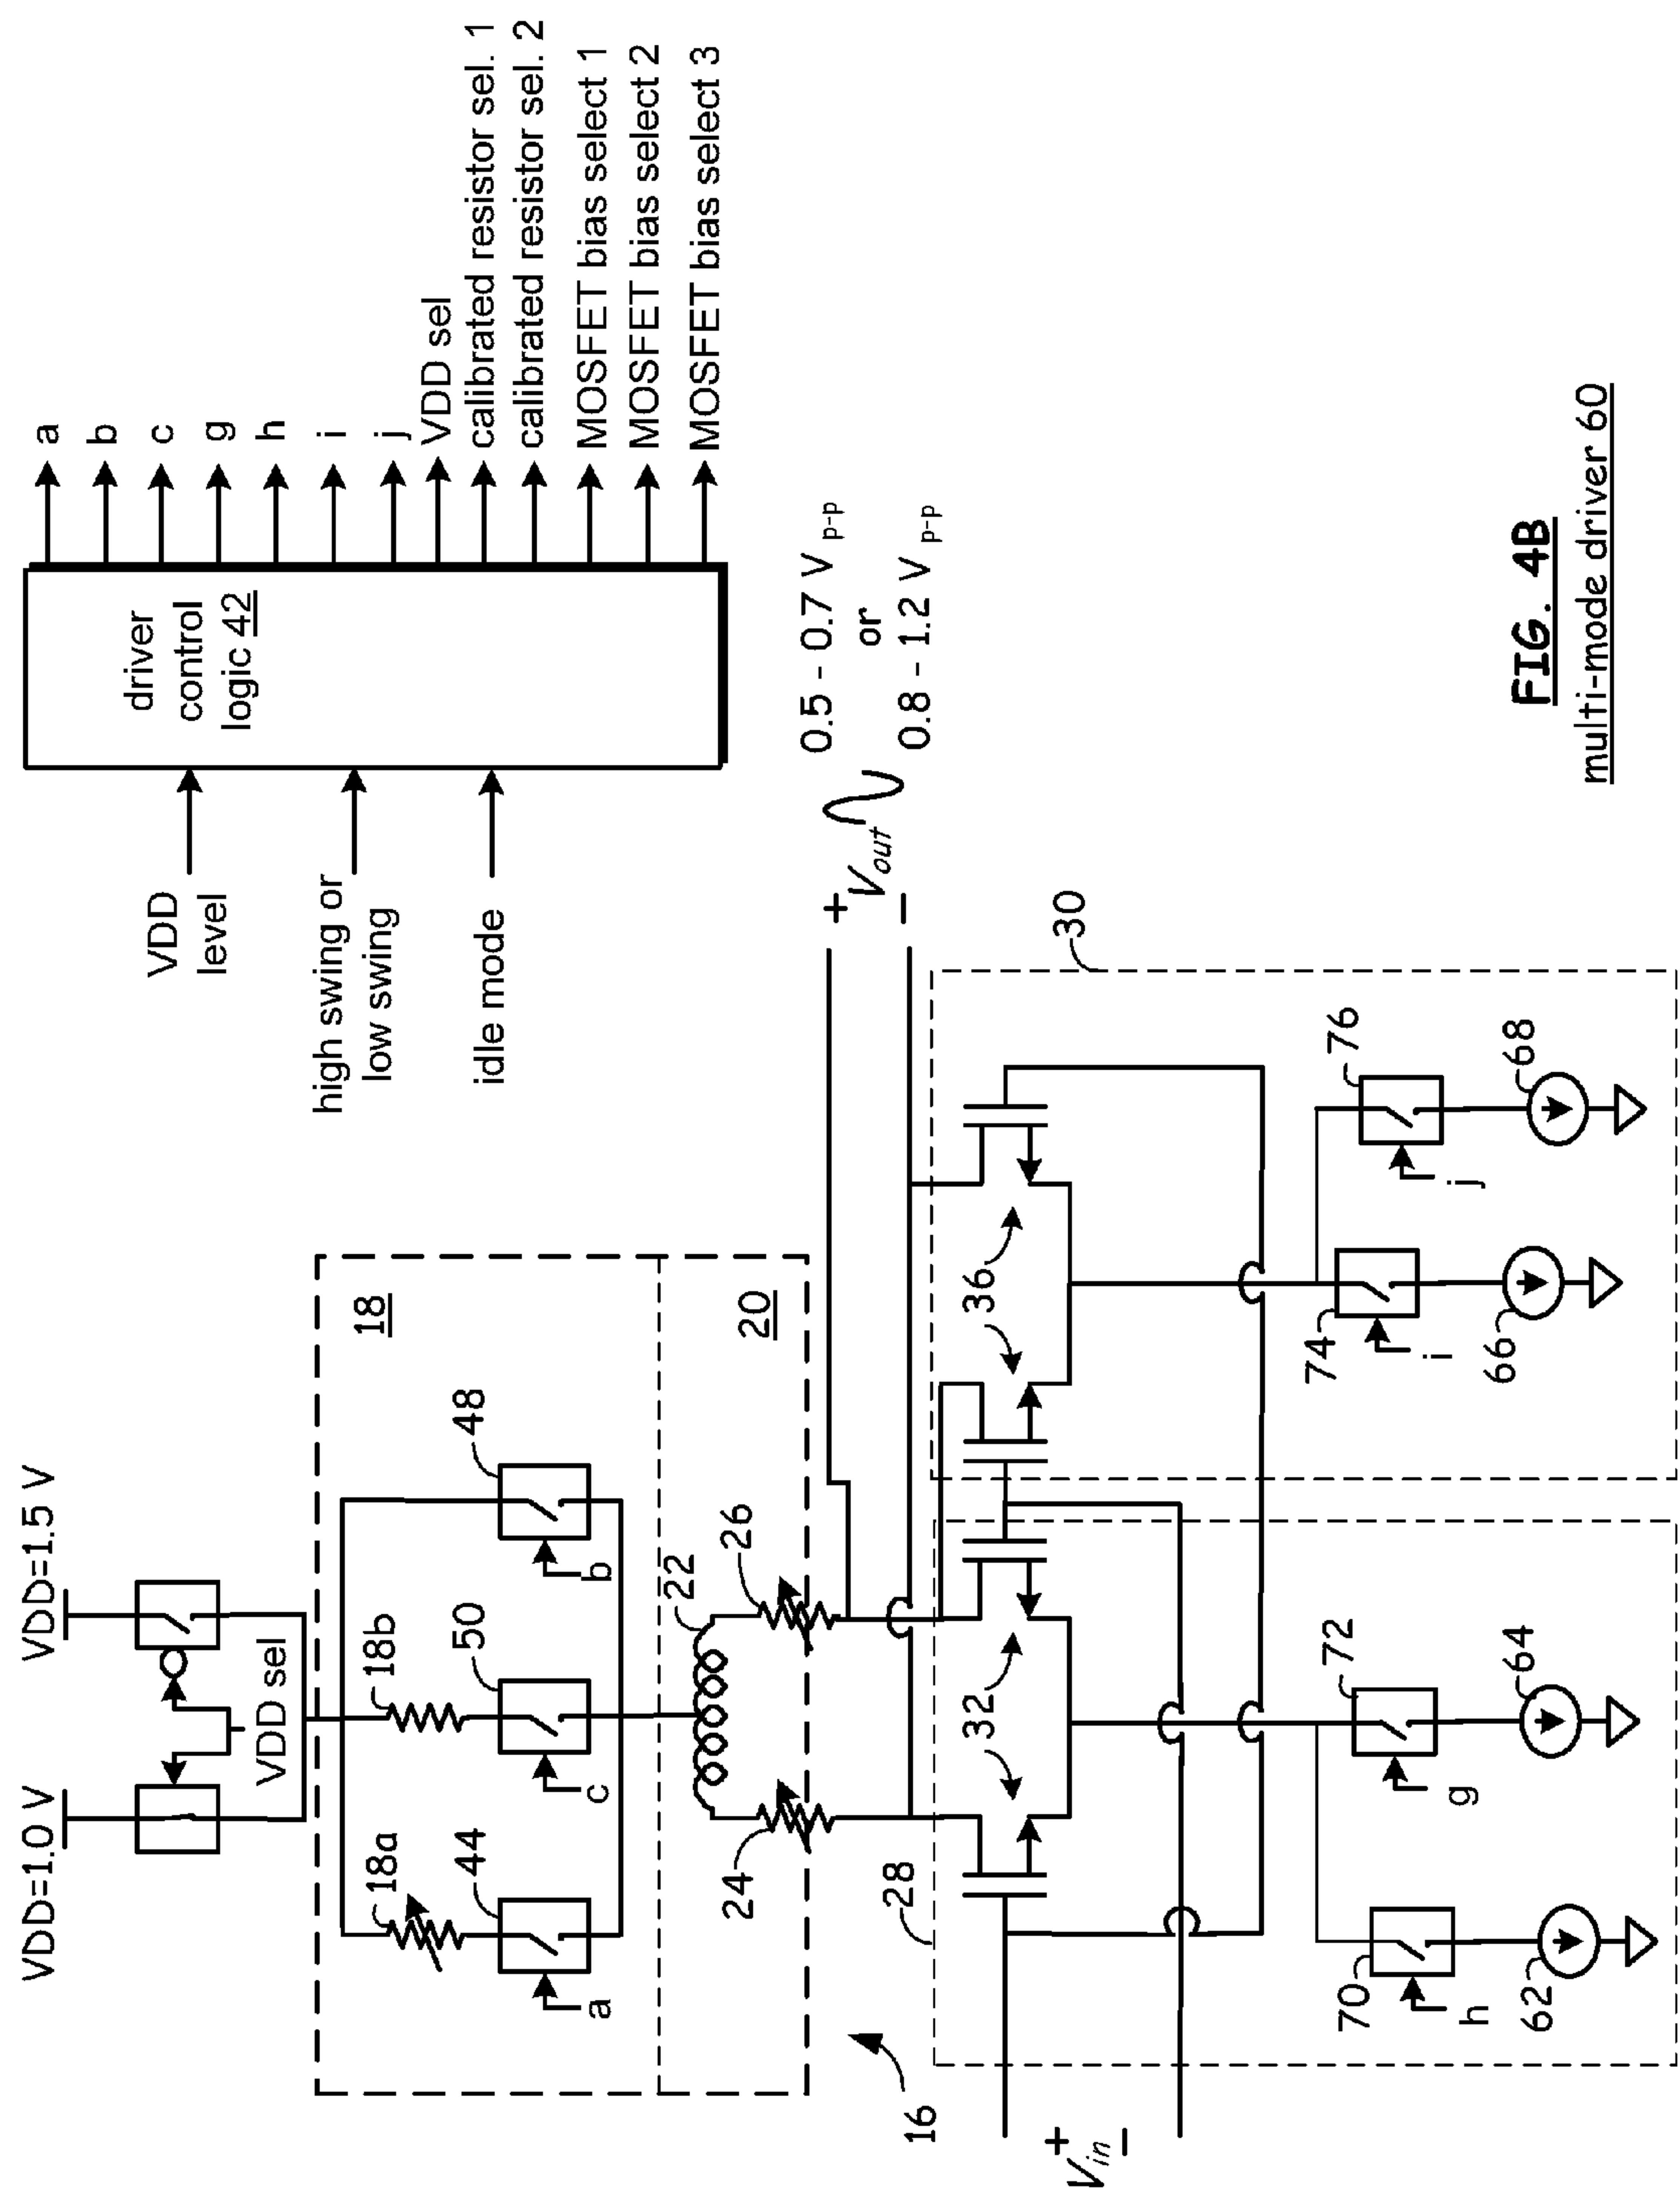 VDD=1.0 V
VDD=1.5 V
VDD sel
18
18a
18b
44
50
48
a
c
b
20
22
24
26
16
28
30
32
36
V in
+
−
+
V out
−
0.5 - 0.7 V p-p
or
0.8 - 1.2 V p-p
70
h
62
72
g
64
74
i
66
76
j
68
VDD
level
high swing or
low swing
idle mode
driver
control
logic 42
a
b
c
g
h
i
j
VDD sel
calibrated resistor sel. 1
calibrated resistor sel. 2
MOSFET bias select 1
MOSFET bias select 2
MOSFET bias select 3
FIG. 4B
multi-mode driver 60